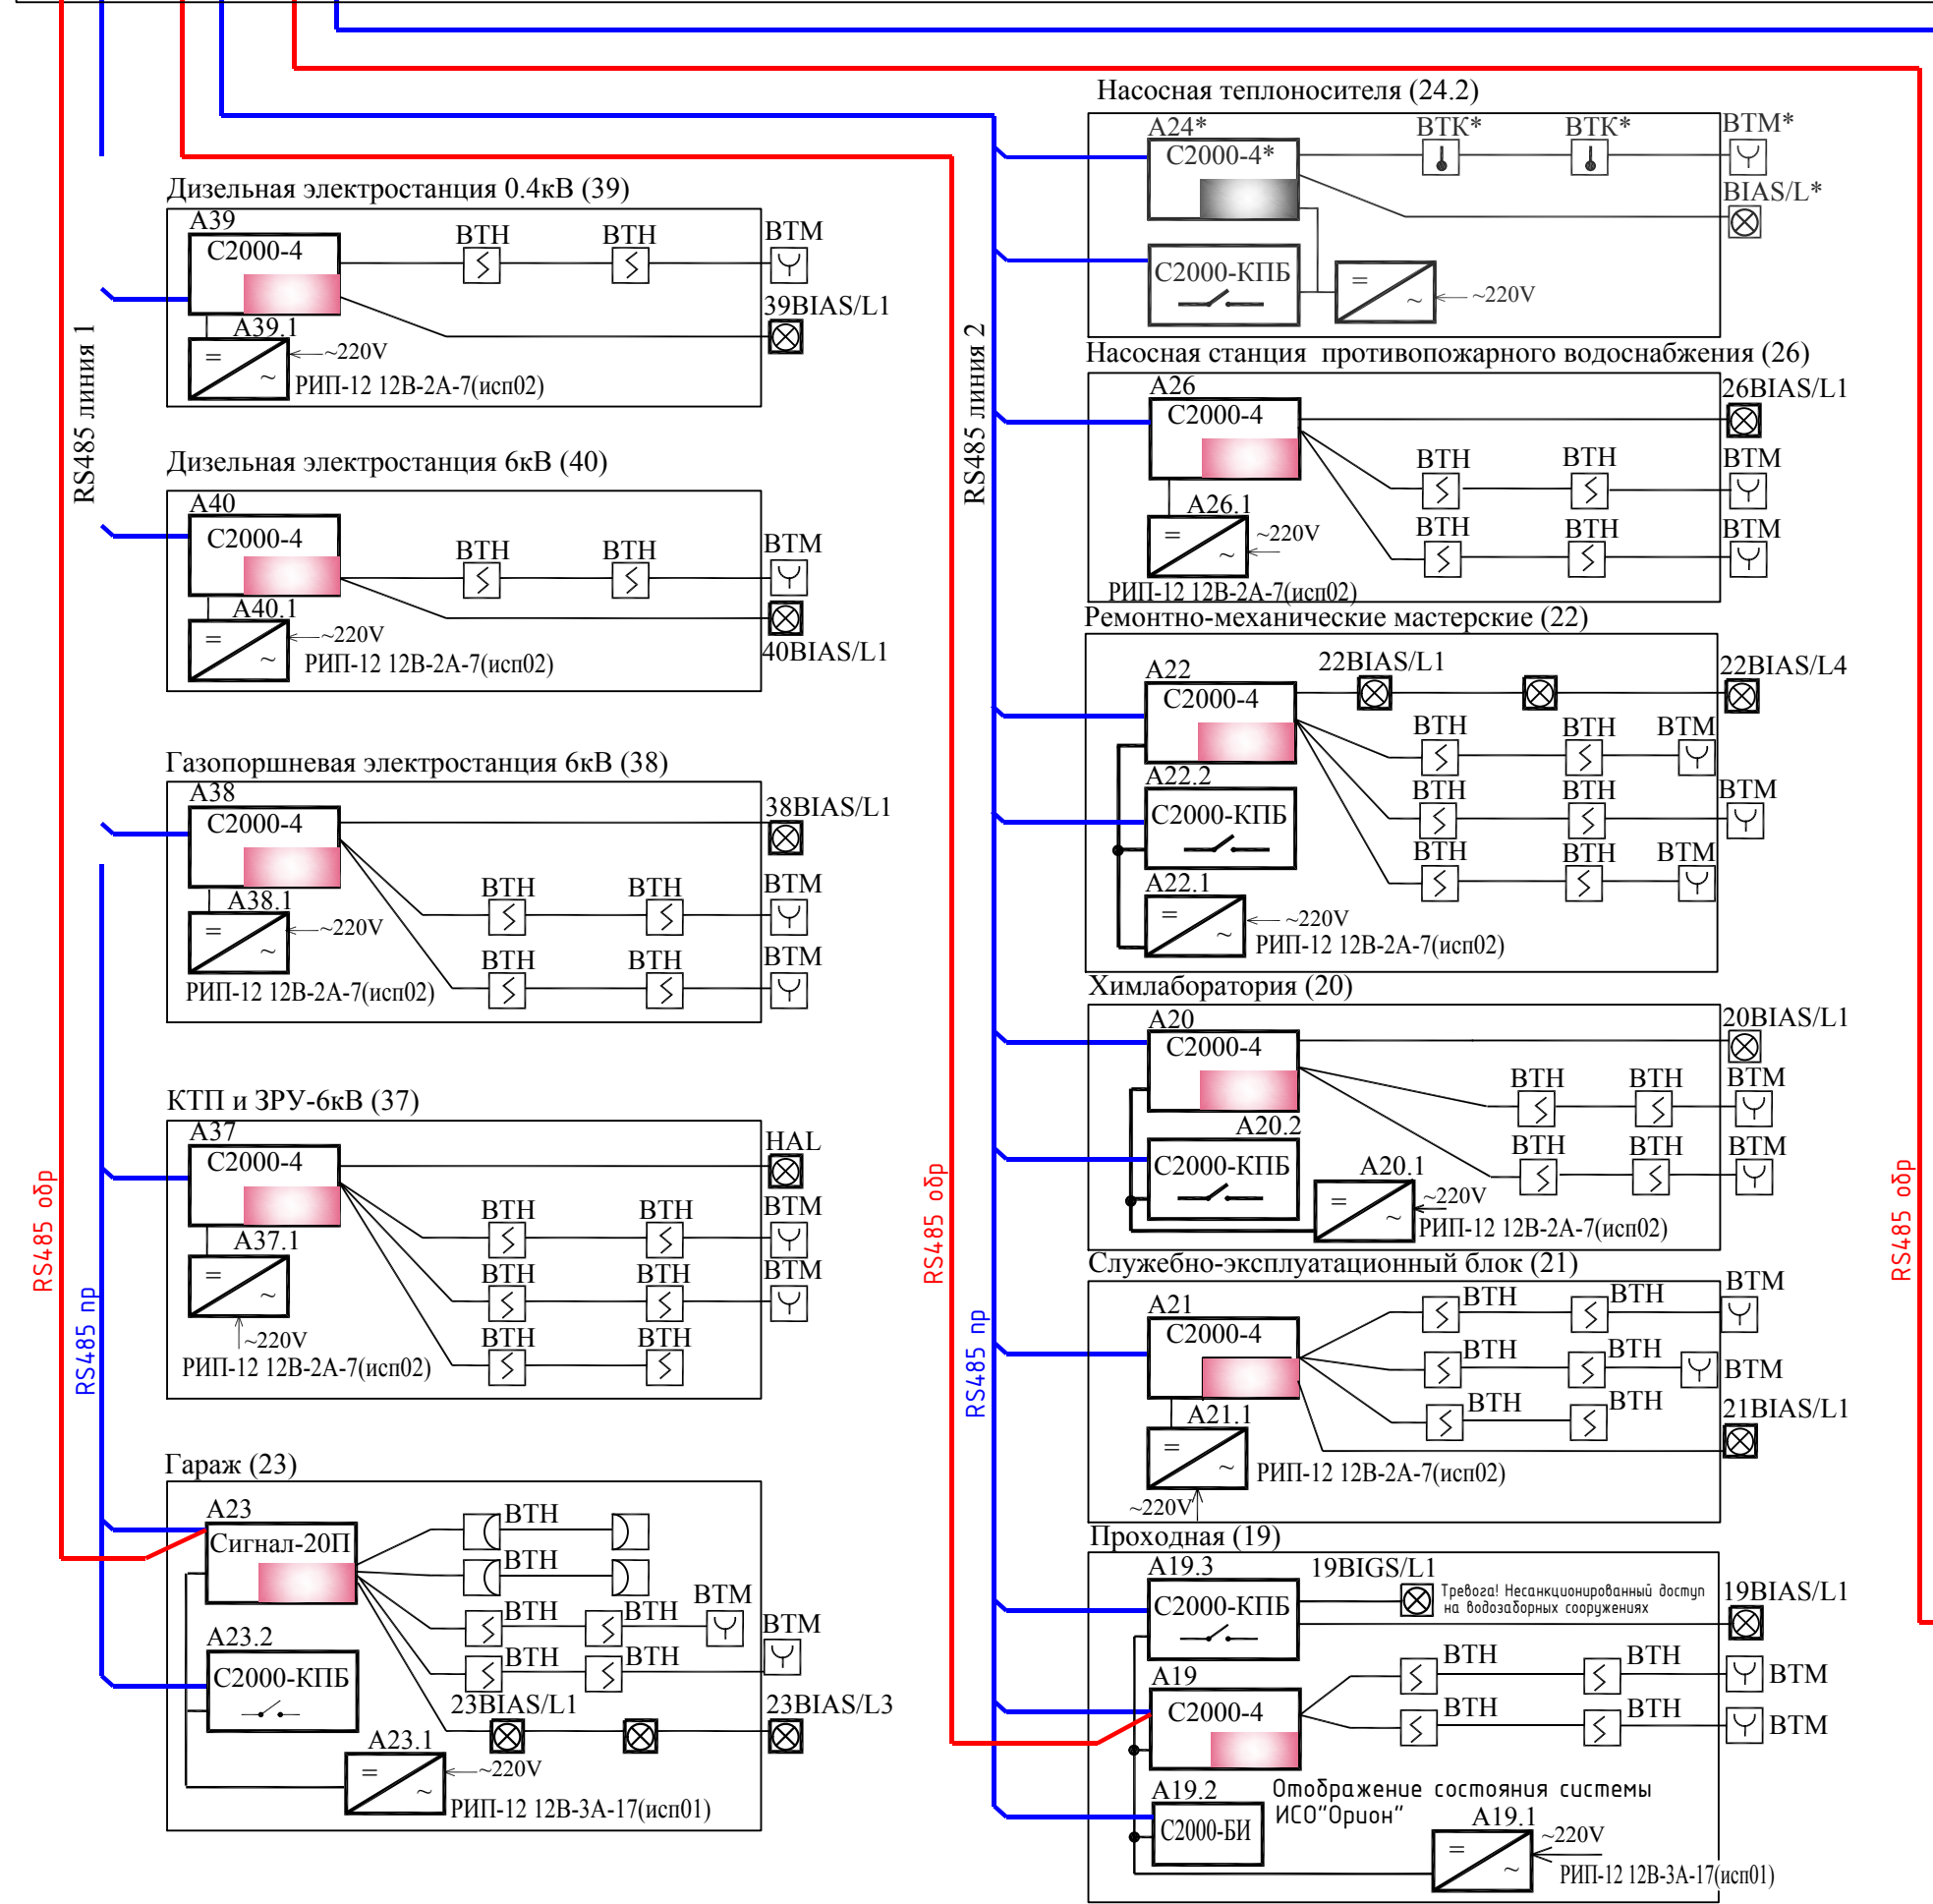 RS485 линия 1
RS485 обр
RS485 пр
Дизельная электростанция 0.4кВ (39)
А39
С2000-4
ВТН
ВТН
ВТМ
39BIAS/L1
А39.1
~220V
=
~
РИП-12 12В-2А-7(исп02)
Дизельная электростанция 6кВ (40)
А40
С2000-4
ВТН
ВТН
ВТМ
40BIAS/L1
А40.1
~220V
=
~
РИП-12 12В-2А-7(исп02)
Газопоршневая электростанция 6кВ (38)
А38
С2000-4
38BIAS/L1
ВТН
ВТН
ВТМ
А38.1
~220V
=
~
ВТН
ВТН
ВТМ
РИП-12 12В-2А-7(исп02)
КТП и ЗРУ-6кВ (37)
А37
С2000-4
HAL
ВТН
ВТН
ВТМ
А37.1
=
~
ВТН
ВТН
ВТМ
~220V
ВТН
ВТН
РИП-12 12В-2А-7(исп02)
Гараж (23)
А23
Сигнал-20П
ВТН
ВТН
ВТН
ВТН
ВТМ
ВТМ
А23.2
С2000-КПБ
ВТН
ВТН
23BIAS/L1
23BIAS/L3
А23.1
=
~
~220V
РИП-12 12В-3А-17(исп01)
RS485 линия 2
RS485 обр
RS485 пр
Насосная теплоносителя (24.2)
А24*
С2000-4*
ВТК*
ВТК*
ВТМ*
BIAS/L*
С2000-КПБ
=
~
~220V
Насосная станция противопожарного водоснабжения (26)
А26
С2000-4
26BIAS/L1
ВТН
ВТН
ВТМ
А26.1
=
~
~220V
ВТН
ВТН
ВТМ
РИП-12 12В-2А-7(исп02)
Ремонтно-механические мастерские (22)
А22
С2000-4
22BIAS/L1
22BIAS/L4
ВТН
ВТН
ВТМ
А22.2
С2000-КПБ
ВТН
ВТН
ВТМ
ВТН
ВТН
ВТМ
А22.1
=
~
~220V
РИП-12 12В-2А-7(исп02)
Химлаборатория (20)
А20
С2000-4
20BIAS/L1
ВТН
ВТН
ВТМ
А20.2
С2000-КПБ
ВТН
ВТН
ВТМ
А20.1
=
~
~220V
РИП-12 12В-2А-7(исп02)
Служебно-эксплуатационный блок (21)
А21
С2000-4
ВТН
ВТН
ВТМ
ВТН
ВТН
ВТМ
ВТН
ВТН
21BIAS/L1
А21.1
=
~
РИП-12 12В-2А-7(исп02)
~220V
Проходная (19)
А19.3
С2000-КПБ
19BIGS/L1
Тревога! Несанкционированный доступ
на водозаборных сооружениях
19BIAS/L1
А19
С2000-4
ВТН
ВТН
ВТМ
ВТН
ВТН
ВТМ
А19.2
С2000-БИ
Отображение состояния системы
ИСО"Орион"
А19.1
=
~
~220V
РИП-12 12В-3А-17(исп01)
RS485 обр